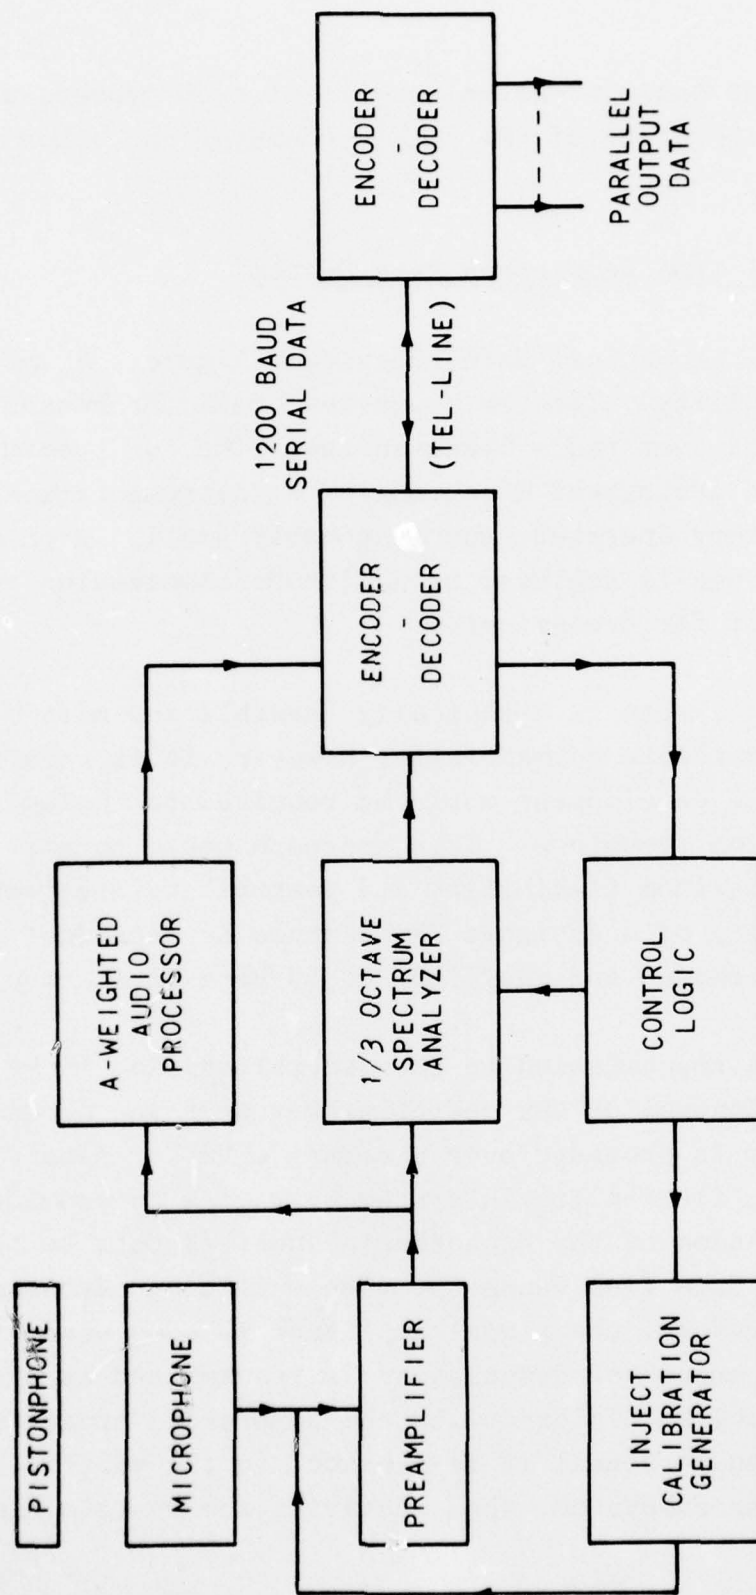 PISTONPHONE
MICROPHONE
PREAMPLIFIER
INJECT
CALIBRATION
GENERATOR
A-WEIGHTED
AUDIO
PROCESSOR
1/3 OCTAVE
SPECTRUM
ANALYZER
CONTROL
LOGIC
ENCODER
-
DECODER
1200 BAUD
SERIAL DATA
(TEL-LINE)
ENCODER
-
DECODER
PARALLEL
OUTPUT
DATA